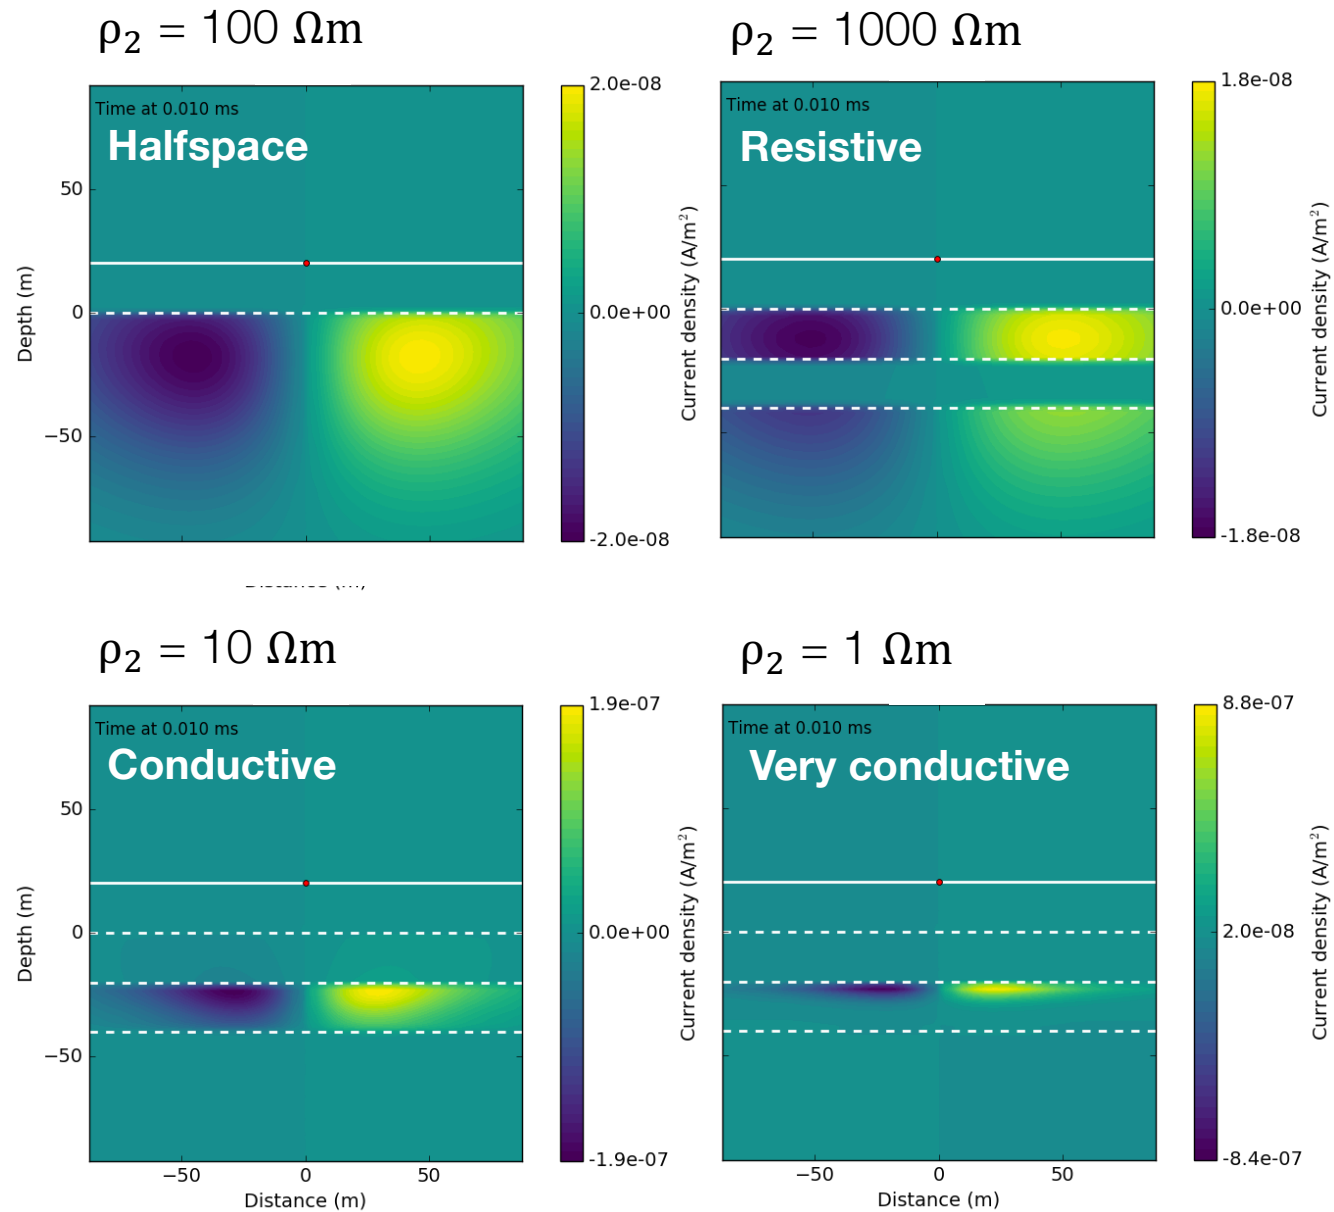 ρ₂ = 100 Ωm
2.0e-08
Time at 0.010 ms
Halfspace
50
0
−50
Depth (m)
0.0e+00
-2.0e-08
Current density (A/m²)
ρ₂ = 1000 Ωm
1.8e-08
Time at 0.010 ms
Resistive
0.0e+00
-1.8e-08
Current density (A/m²)
Distance (m)
ρ₂ = 10 Ωm
1.9e-07
Time at 0.010 ms
Conductive
50
0
−50
Depth (m)
0.0e+00
-1.9e-07
Current density (A/m²)
−50
0
50
Distance (m)
ρ₂ = 1 Ωm
8.8e-07
Time at 0.010 ms
Very conductive
2.0e-08
-8.4e-07
Current density (A/m²)
−50
0
50
Distance (m)